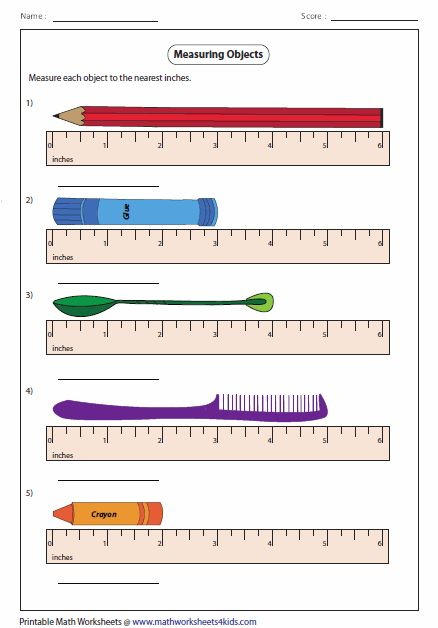 Name : Score :
Measuring Objects
Measure each object to the nearest inches.
1)
0 1 2 3 4 5 6
inches
2)
Glue
0 1 2 3 4 5 6
inches
3)
0 1 2 3 4 5 6
inches
4)
0 1 2 3 4 5 6
inches
5)
Crayon
0 1 2 3 4 5 6
inches
Printable Math Worksheets @ www.mathworksheets4kids.com